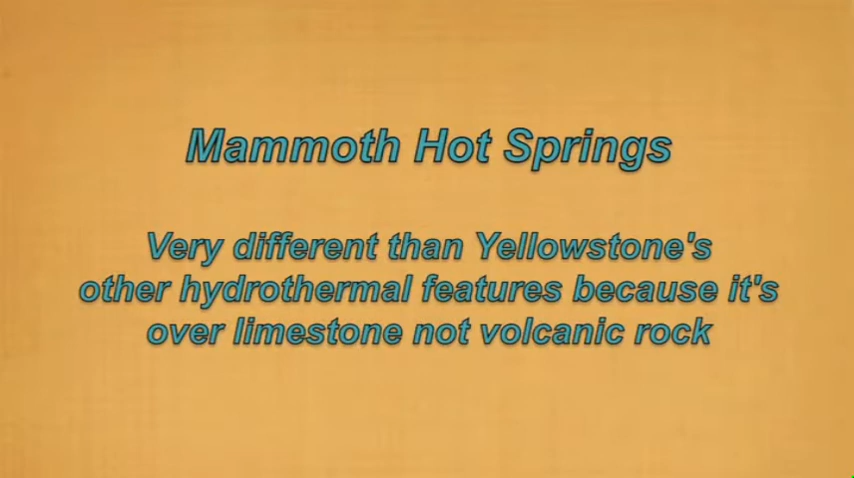 Mammoth Hot Springs
Very different than Yellowstone's
other hydrothermal features because it's
over limestone not volcanic rock